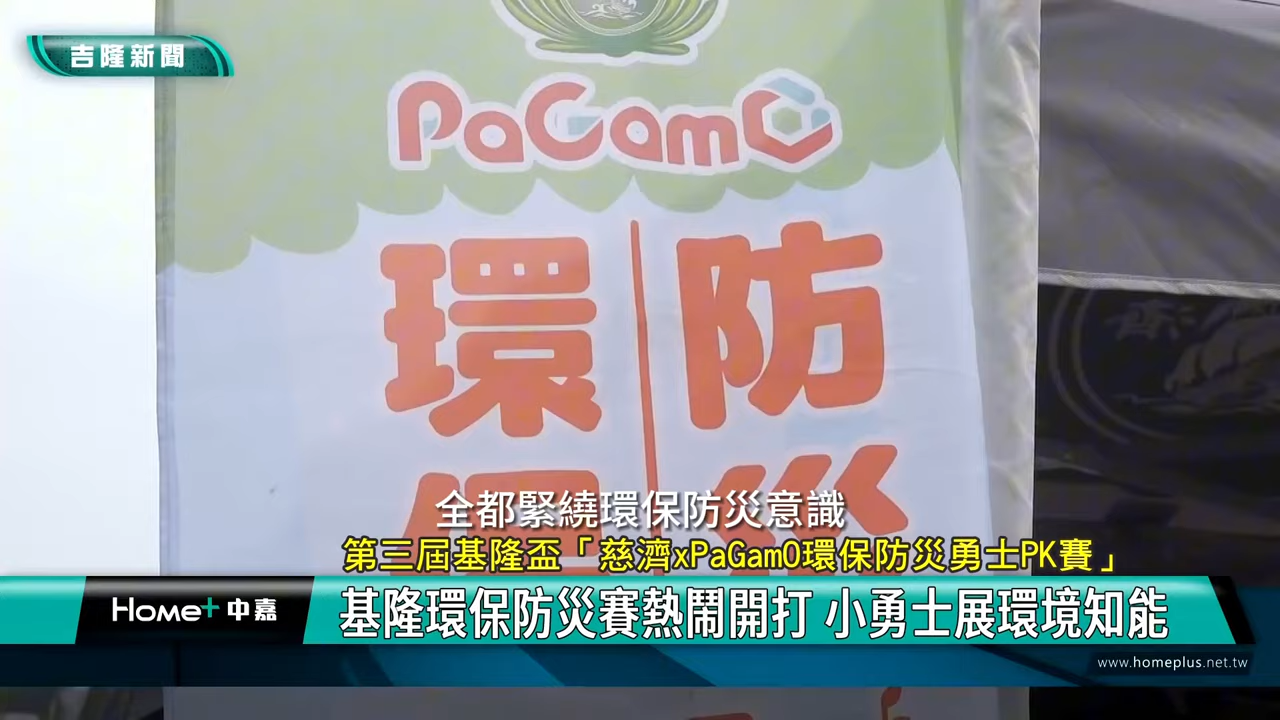 吉隆新聞
PaGamO
環保
防災
全都緊繞環保防災意識
第三屆基隆盃「慈濟xPaGamO環保防災勇士PK賽」
Home+中嘉
基隆環保防災賽熱鬧開打 小勇士展環境知能
www.homeplus.net.tw